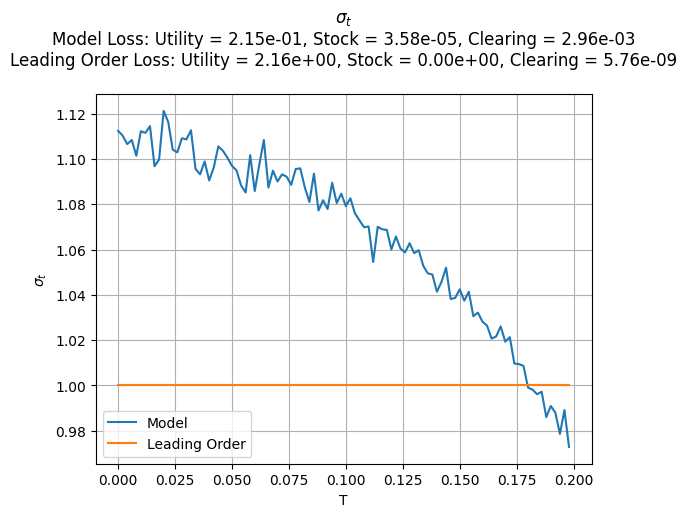 σ_t
Model Loss: Utility = 2.15e-01, Stock = 3.58e-05, Clearing = 2.96e-03
Leading Order Loss: Utility = 2.16e+00, Stock = 0.00e+00, Clearing = 5.76e-09
1.12
1.10
1.08
1.06
1.04
1.02
1.00
0.98
σ_t
Model
Leading Order
0.000 0.025 0.050 0.075 0.100 0.125 0.150 0.175 0.200
T